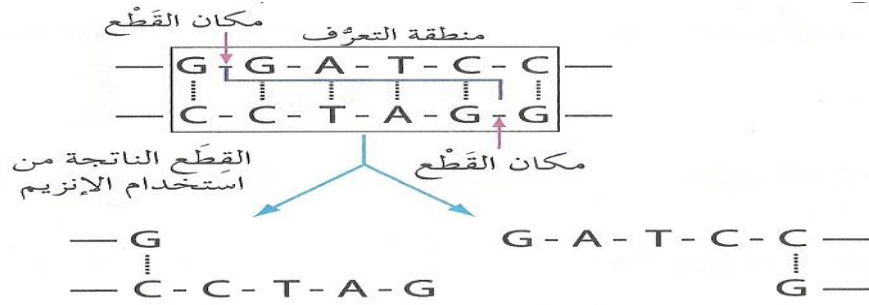 مكان القَطْع
منطقة التعرُّف
G - G - A - T - C - C
C - C - T - A - G - G
مكان القَطْع
القِطَع الناتجة من
استخدام الإنزيم
G
C - C - T - A - G
G - A - T - C - C
G